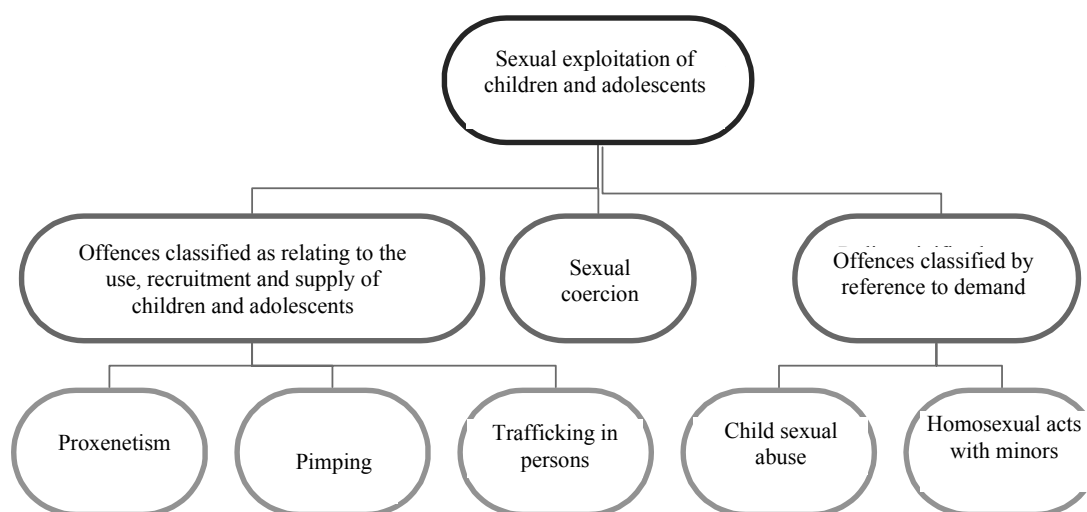 Sexual exploitation of
children and adolescents
Offences classified as relating to the
use, recruitment and supply of
children and adolescents
Sexual
coercion
Offences classified by
reference to demand
Proxenetism
Pimping
Trafficking in
persons
Child sexual
abuse
Homosexual acts
with minors